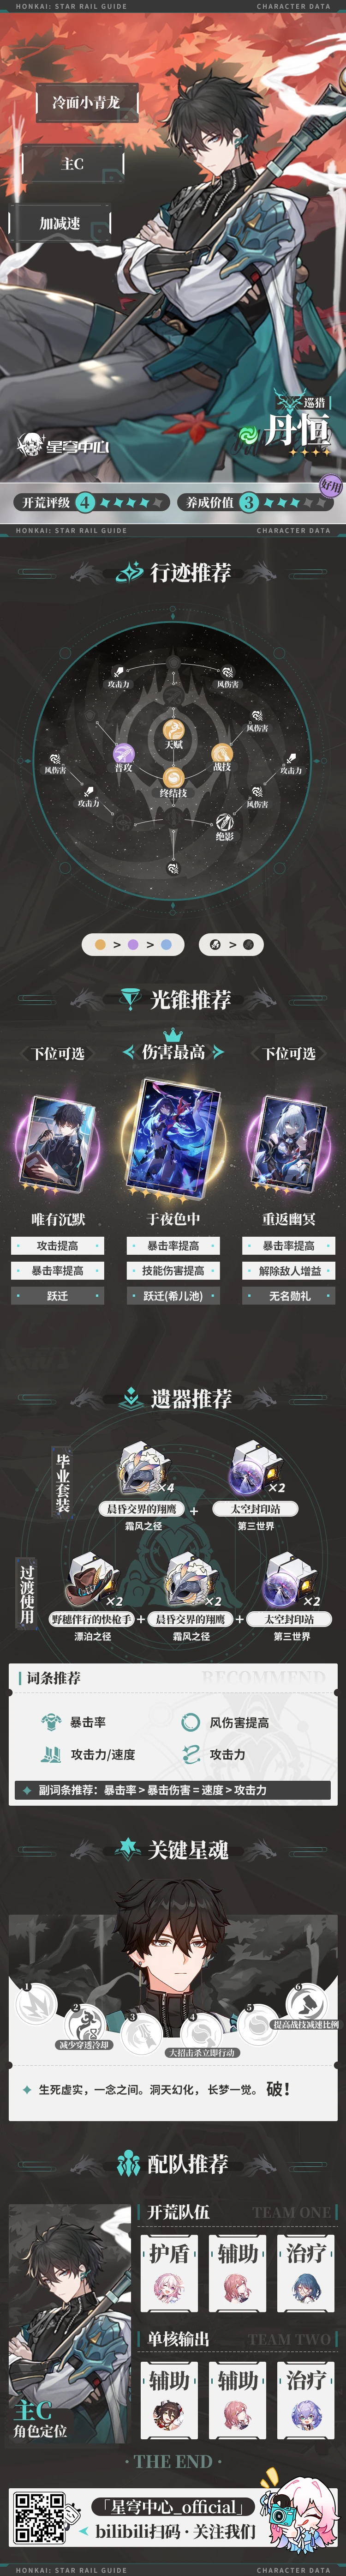 HONKAI: STAR RAIL GUIDE
CHARACTER DATA
冷面小青龙
主C
加减速
巡猎
丹恒
星穹中心
好用
开荒评级 4
养成价值 3
HONKAI: STAR RAIL GUIDE
CHARACTER DATA
行迹推荐
攻击力
风伤害
风伤害
天赋
普攻
战技
风伤害
攻击力
终结技
攻击力
风伤害
绝影
> >
>
光锥推荐
下位可选
伤害最高
下位可选
唯有沉默
于夜色中
重返幽冥
攻击提高
暴击率提高
暴击率提高
暴击率提高
技能伤害提高
解除敌人增益
跃迁
跃迁(希儿池)
无名勋礼
遗器推荐
毕业套装
×4
×2
晨昏交界的翔鹰
+
太空封印站
霜风之径
第三世界
过渡使用
×2
×2
×2
野穗伴行的快枪手
+
晨昏交界的翔鹰
+
太空封印站
漂泊之径
霜风之径
第三世界
词条推荐
RECOMMEND
暴击率
风伤害提高
攻击力/速度
攻击力
副词条推荐：暴击率 > 暴击伤害 = 速度 > 攻击力
关键星魂
1
2
3
4
5
6
减少穿透冷却
大招击杀立即行动
提高战技减速比例
生死虚实，一念之间。洞天幻化，长梦一觉。 破！
配队推荐
开荒队伍
TEAM ONE
护盾
辅助
治疗
单核输出
TEAM TWO
辅助
辅助
治疗
主C
角色定位
· THE END ·
「星穹中心_official」
bilibili扫码 · 关注我们
HONKAI: STAR RAIL GUIDE
CHARACTER DATA